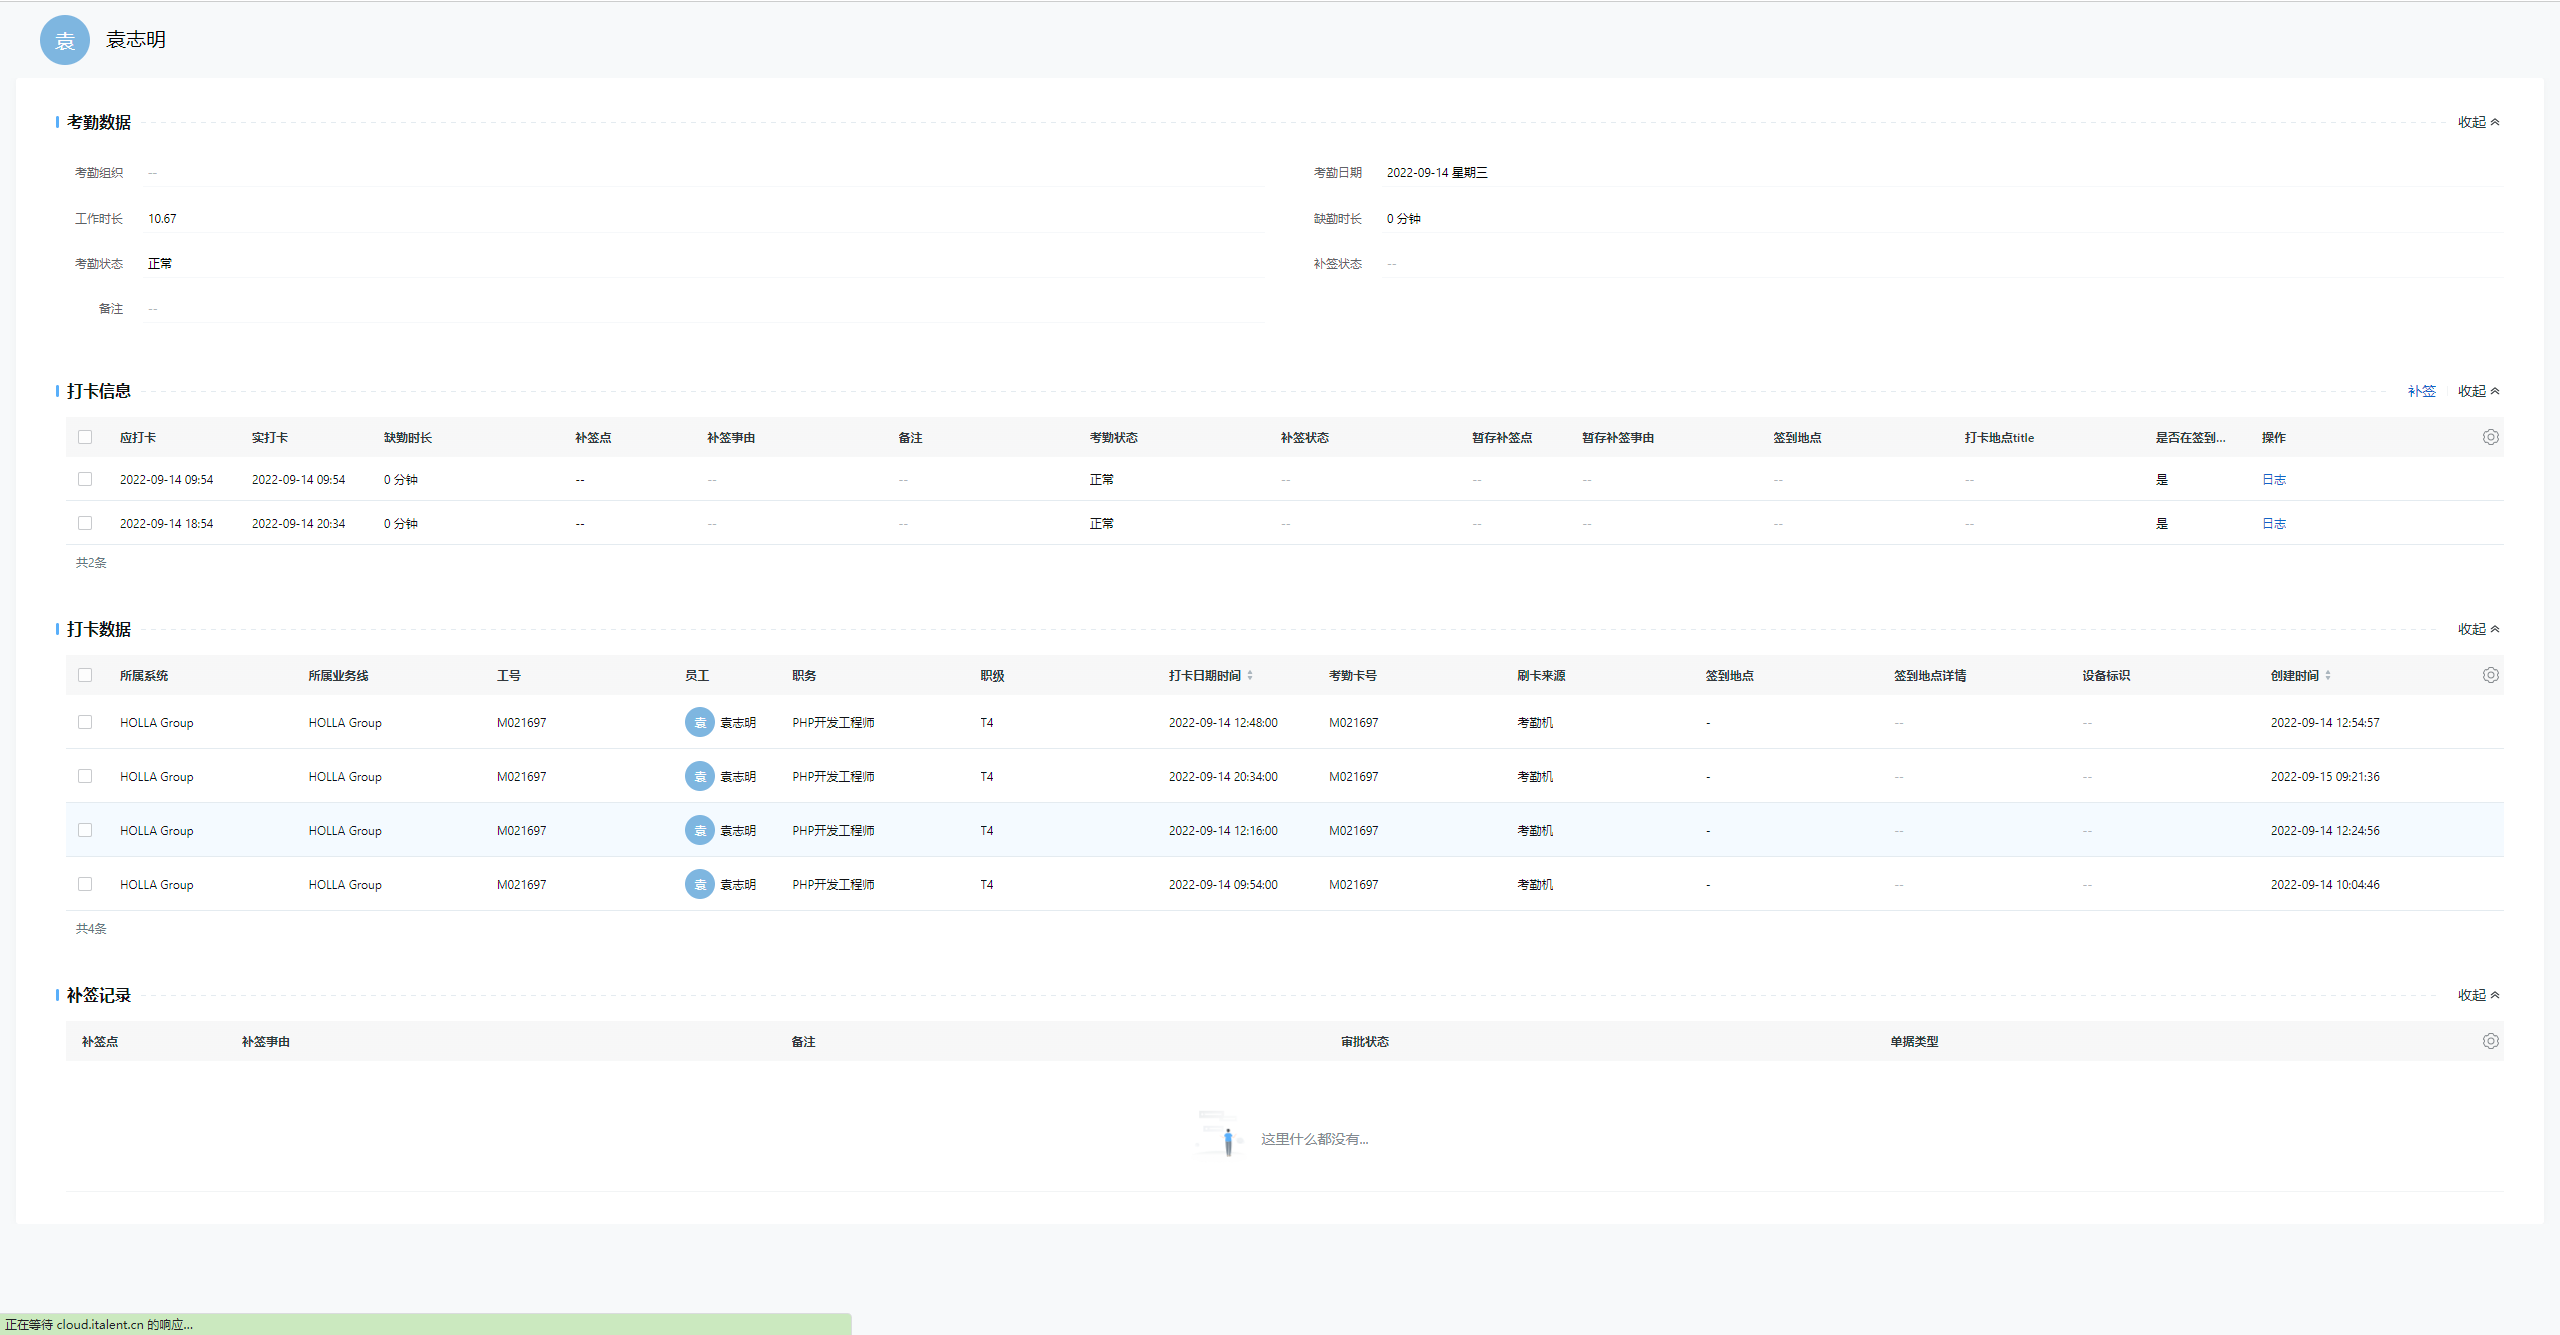 袁 袁志明
考勤数据 收起
考勤组织 -- 考勤日期 2022-09-14 星期三
工作时长 10.67 缺勤时长 0 分钟
考勤状态 正常 补签状态 --
备注 --
打卡信息 补签 收起
应打卡 实打卡 缺勤时长 补签点 补签事由 备注 考勤状态 补签状态 暂存补签点 暂存补签事由 签到地点 打卡地点title 是否在签到... 操作
2022-09-14 09:54 2022-09-14 09:54 0 分钟 -- -- -- 正常 -- -- -- -- -- 是 日志
2022-09-14 18:54 2022-09-14 20:34 0 分钟 -- -- -- 正常 -- -- -- -- -- 是 日志
共2条
打卡数据 收起
所属系统 所属业务线 工号 员工 职务 职级 打卡日期时间 考勤卡号 刷卡来源 签到地点 签到地点详情 设备标识 创建时间
HOLLA Group HOLLA Group M021697 袁 袁志明 PHP开发工程师 T4 2022-09-14 12:48:00 M021697 考勤机 - -- -- 2022-09-14 12:54:57
HOLLA Group HOLLA Group M021697 袁 袁志明 PHP开发工程师 T4 2022-09-14 20:34:00 M021697 考勤机 - -- -- 2022-09-15 09:21:36
HOLLA Group HOLLA Group M021697 袁 袁志明 PHP开发工程师 T4 2022-09-14 12:16:00 M021697 考勤机 - -- -- 2022-09-14 12:24:56
HOLLA Group HOLLA Group M021697 袁 袁志明 PHP开发工程师 T4 2022-09-14 09:54:00 M021697 考勤机 - -- -- 2022-09-14 10:04:46
共4条
补签记录 收起
补签点 补签事由 备注 审批状态 单据类型
这里什么都没有...
正在等待 cloud.italent.cn 的响应...